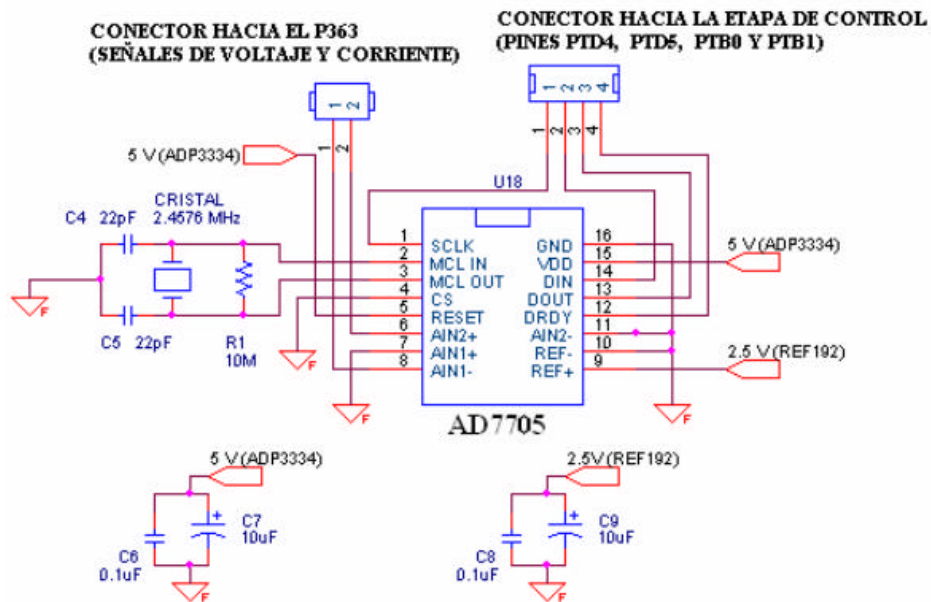 CONECTOR HACIA EL P363
(SEÑALES DE VOLTAJE Y CORRIENTE)
CONECTOR HACIA LA ETAPA DE CONTROL
(PINES PTD4, PTD5, PTB0 Y PTB1)
1 2
1 2 3 4
1
2
1
2
3
4
5 V(ADP3334)
U18
CRISTAL
2.4576 MHz
C4 22pF
C5 22pF
R1
10M
1 SCLK
2 MCL IN
3 MCL OUT
4 CS
5 RESET
6 AIN2+
7 AIN1+
8 AIN1-
GND 16
VDD 15
DIN 14
DOUT 13
DRDY 12
AIN2- 11
REF- 10
REF+ 9
5 V(ADP3334)
2.5 V(REF192)
F
F
F
F
AD7705
5 V(ADP3334)
C7
10uF
+
C6
0.1uF
F
2.5V(REF192)
C9
10uF
+
C8
0.1uF
F